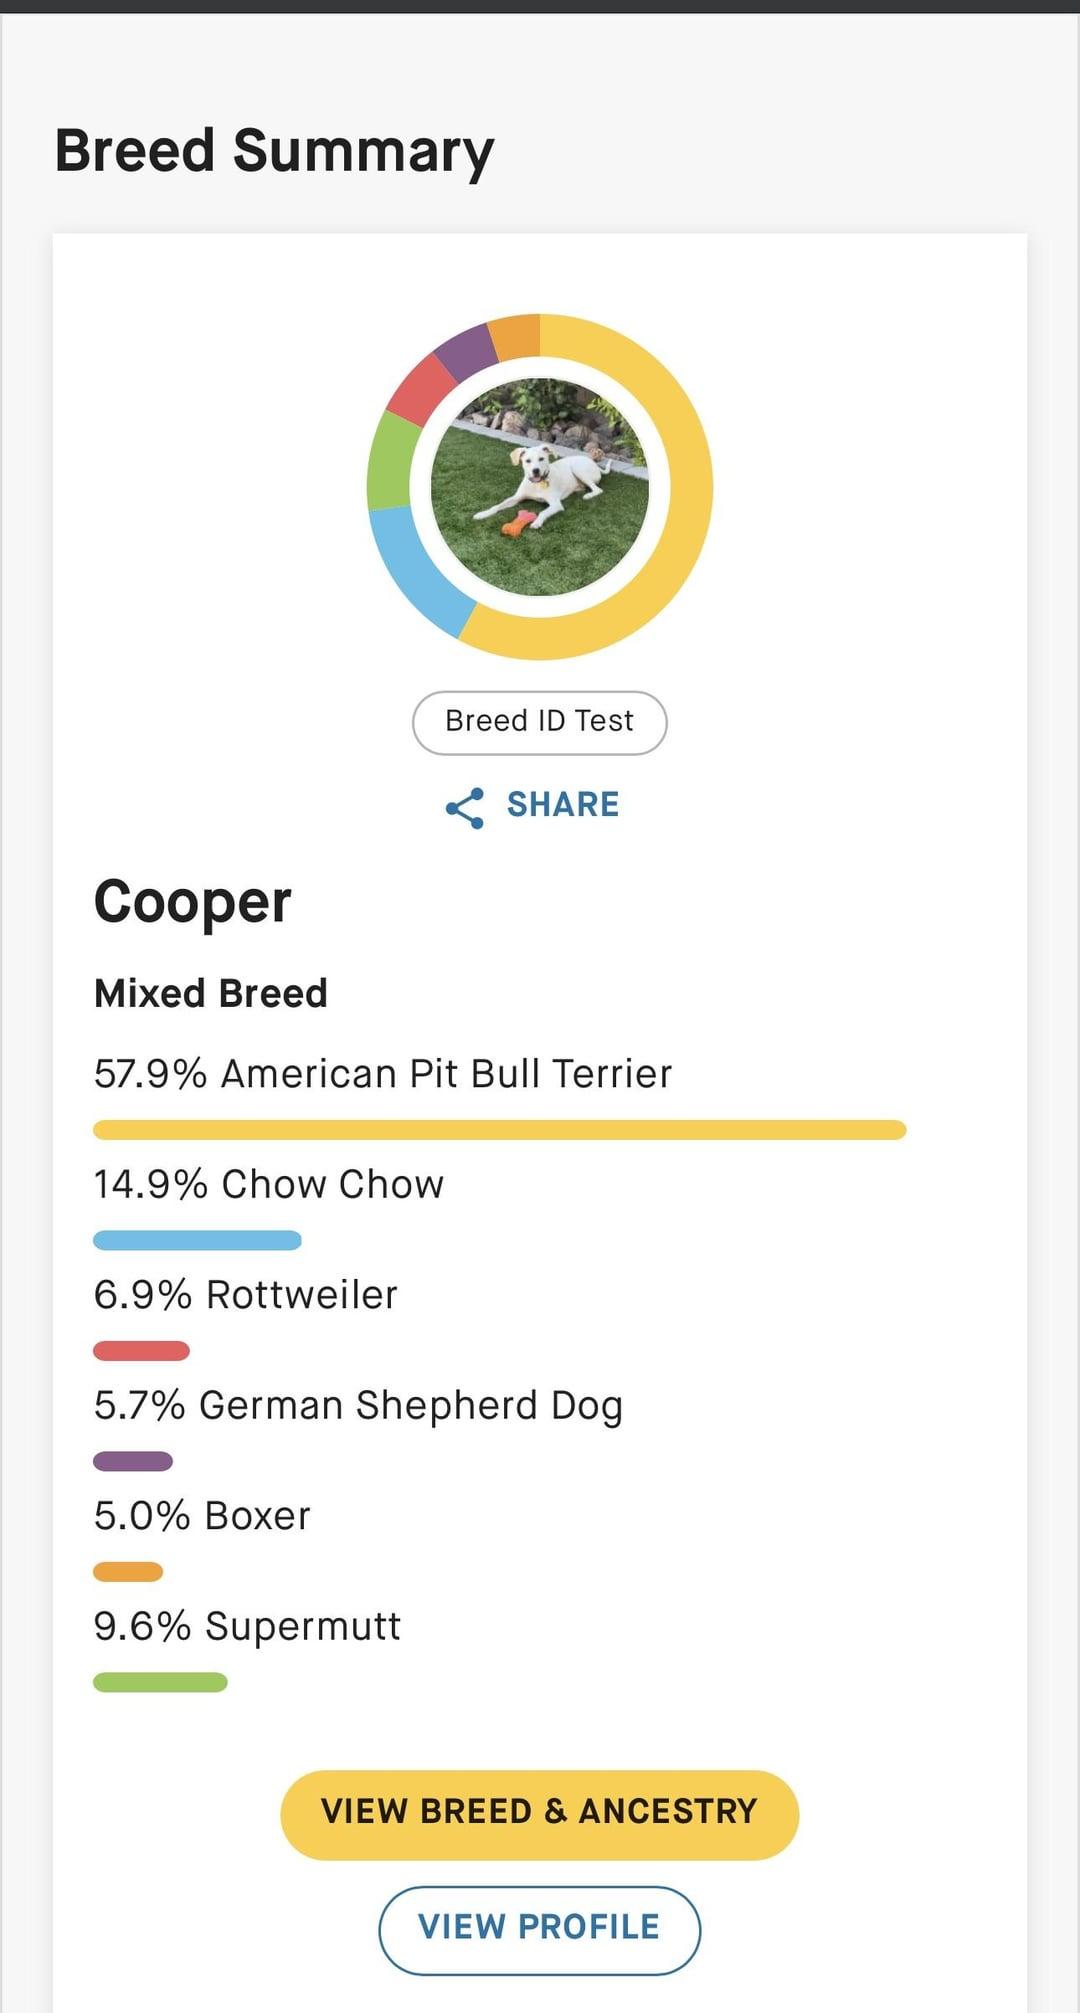 Breed Summary
Breed ID Test
SHARE
Cooper
Mixed Breed
57.9% American Pit Bull Terrier
14.9% Chow Chow
6.9% Rottweiler
5.7% German Shepherd Dog
5.0% Boxer
9.6% Supermutt
VIEW BREED & ANCESTRY
VIEW PROFILE